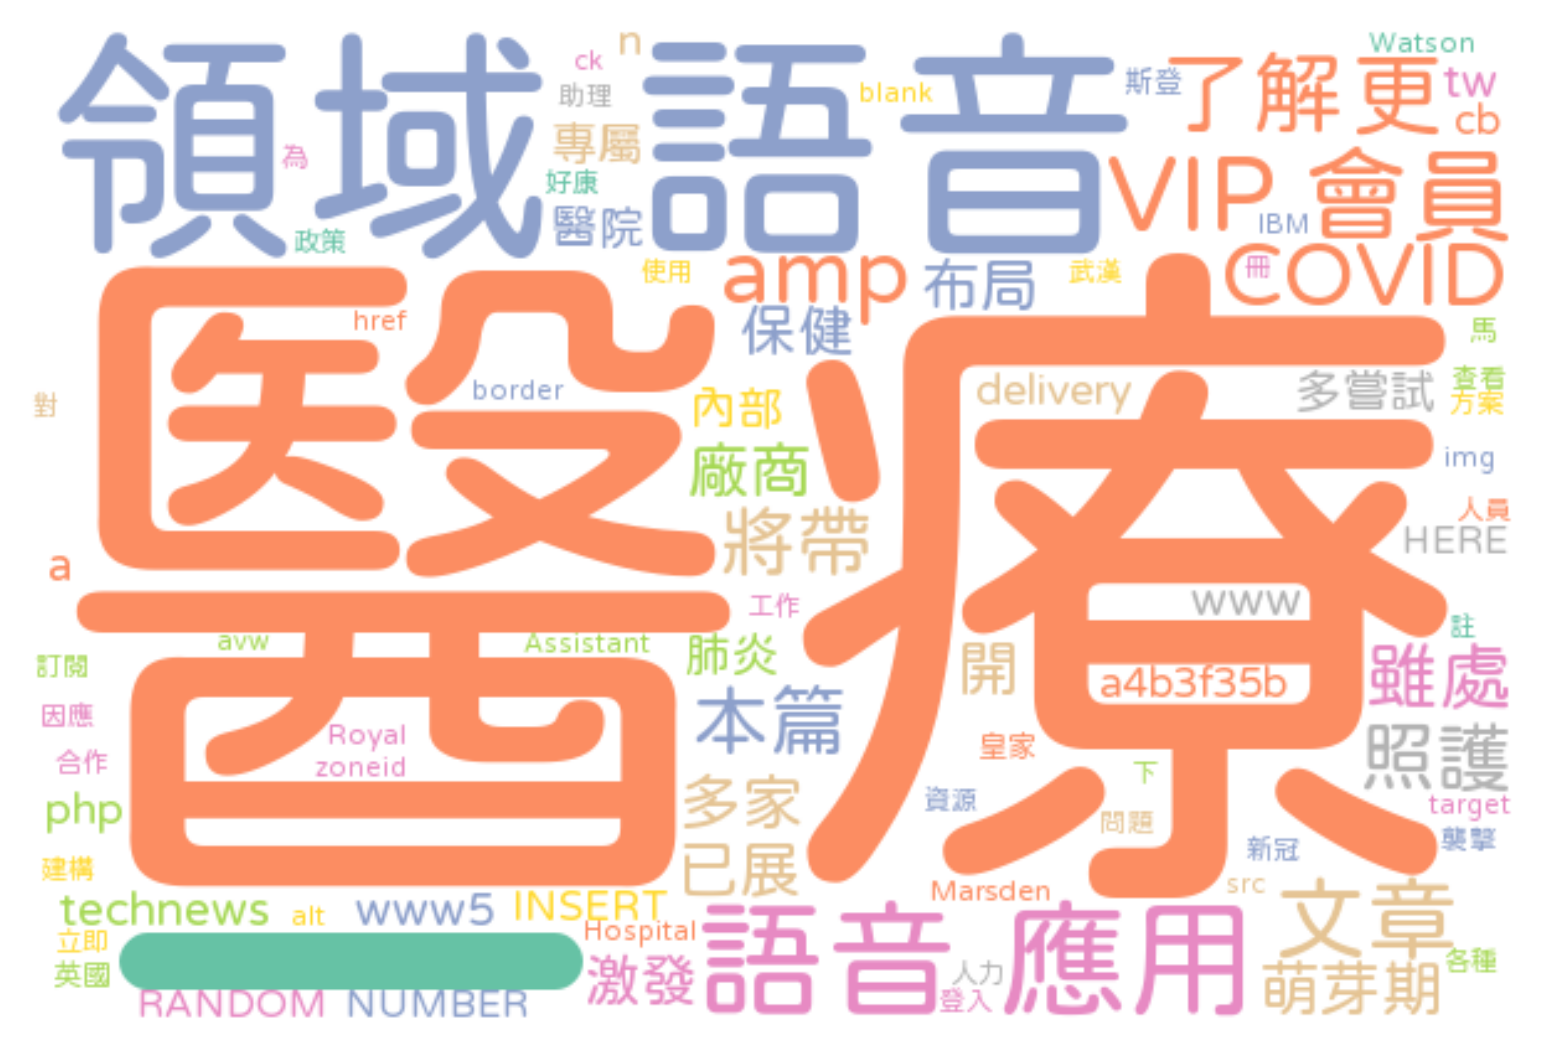 領域 語音
ck
n
助理
blank
斯登
了解更
Watson
tw
cb
專屬
為
好康
政策
醫院
VIP 會員
IBM
使用
amp
布局
武漢
冊
COVID
醫療
href
保健
馬
border
內部
delivery
多嘗試
查看
方案
對
廠商
img
將帶
人員
HERE
a
工作
www
avw
Assistant
肺炎
開
註
雖處
訂閱
a4b3f35b
因應
本篇
Royal
皇家
照護
合作
zoneid
下
php
多家
資源
問題
target
新冠
襲擊
建構
已展
Marsden
src
文章
technews
alt
www5
INSERT
立即
Hospital
語音應用
英國
激發
人力
各種
登入
萌芽期
RANDOM
NUMBER